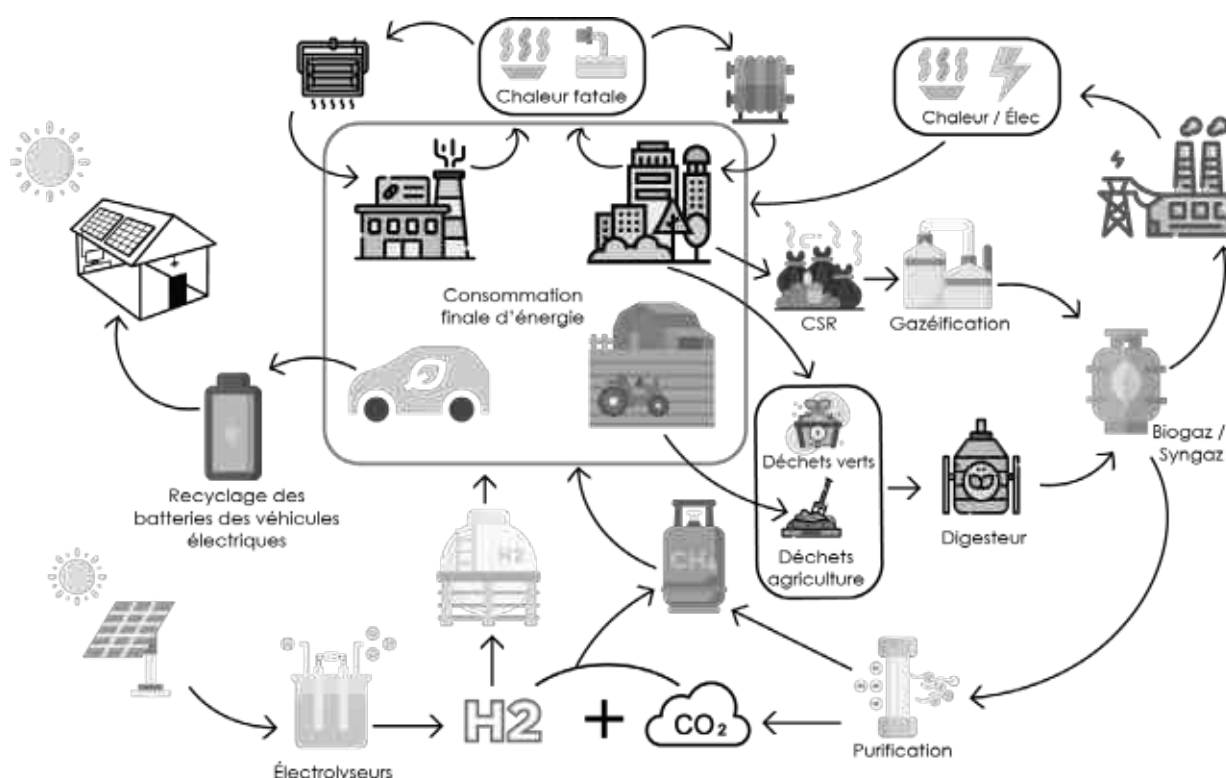 Chaleur fatale
Chaleur / Élec
Consommation
finale d'énergie
CSR
Gazéification
Biogaz /
Syngaz
Déchets verts
Déchets
agriculture
Digesteur
Recyclage des
batteries des véhicules
électriques
H2
CH₄
Électrolyseurs
H2
+
CO₂
Purification